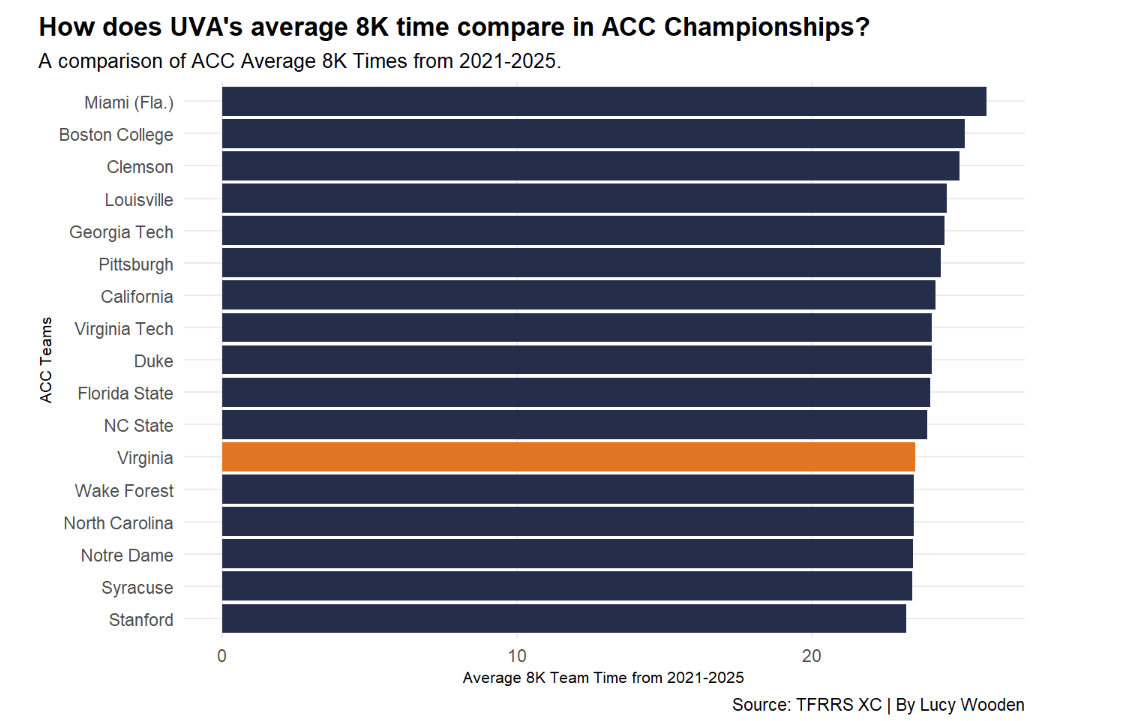 How does UVA's average 8K time compare in ACC Championships?
A comparison of ACC Average 8K Times from 2021-2025.
Miami (Fla.)
Boston College
Clemson
Louisville
Georgia Tech
Pittsburgh
California
Virginia Tech
Duke
Florida State
NC State
Virginia
Wake Forest
North Carolina
Notre Dame
Syracuse
Stanford
ACC Teams
0 10 20
Average 8K Team Time from 2021-2025
Source: TFRRS XC | By Lucy Wooden